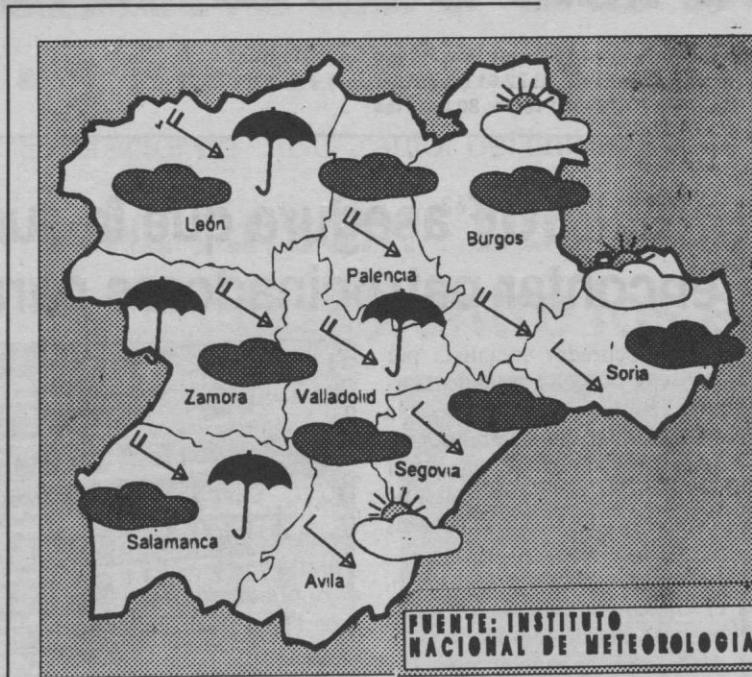 León
Burgos
Palencia
Soria
Zamora
Valladolid
Segovia
Salamanca
Avila
FUENTE: INSTITUTO
NACIONAL DE METEOROLOGIA